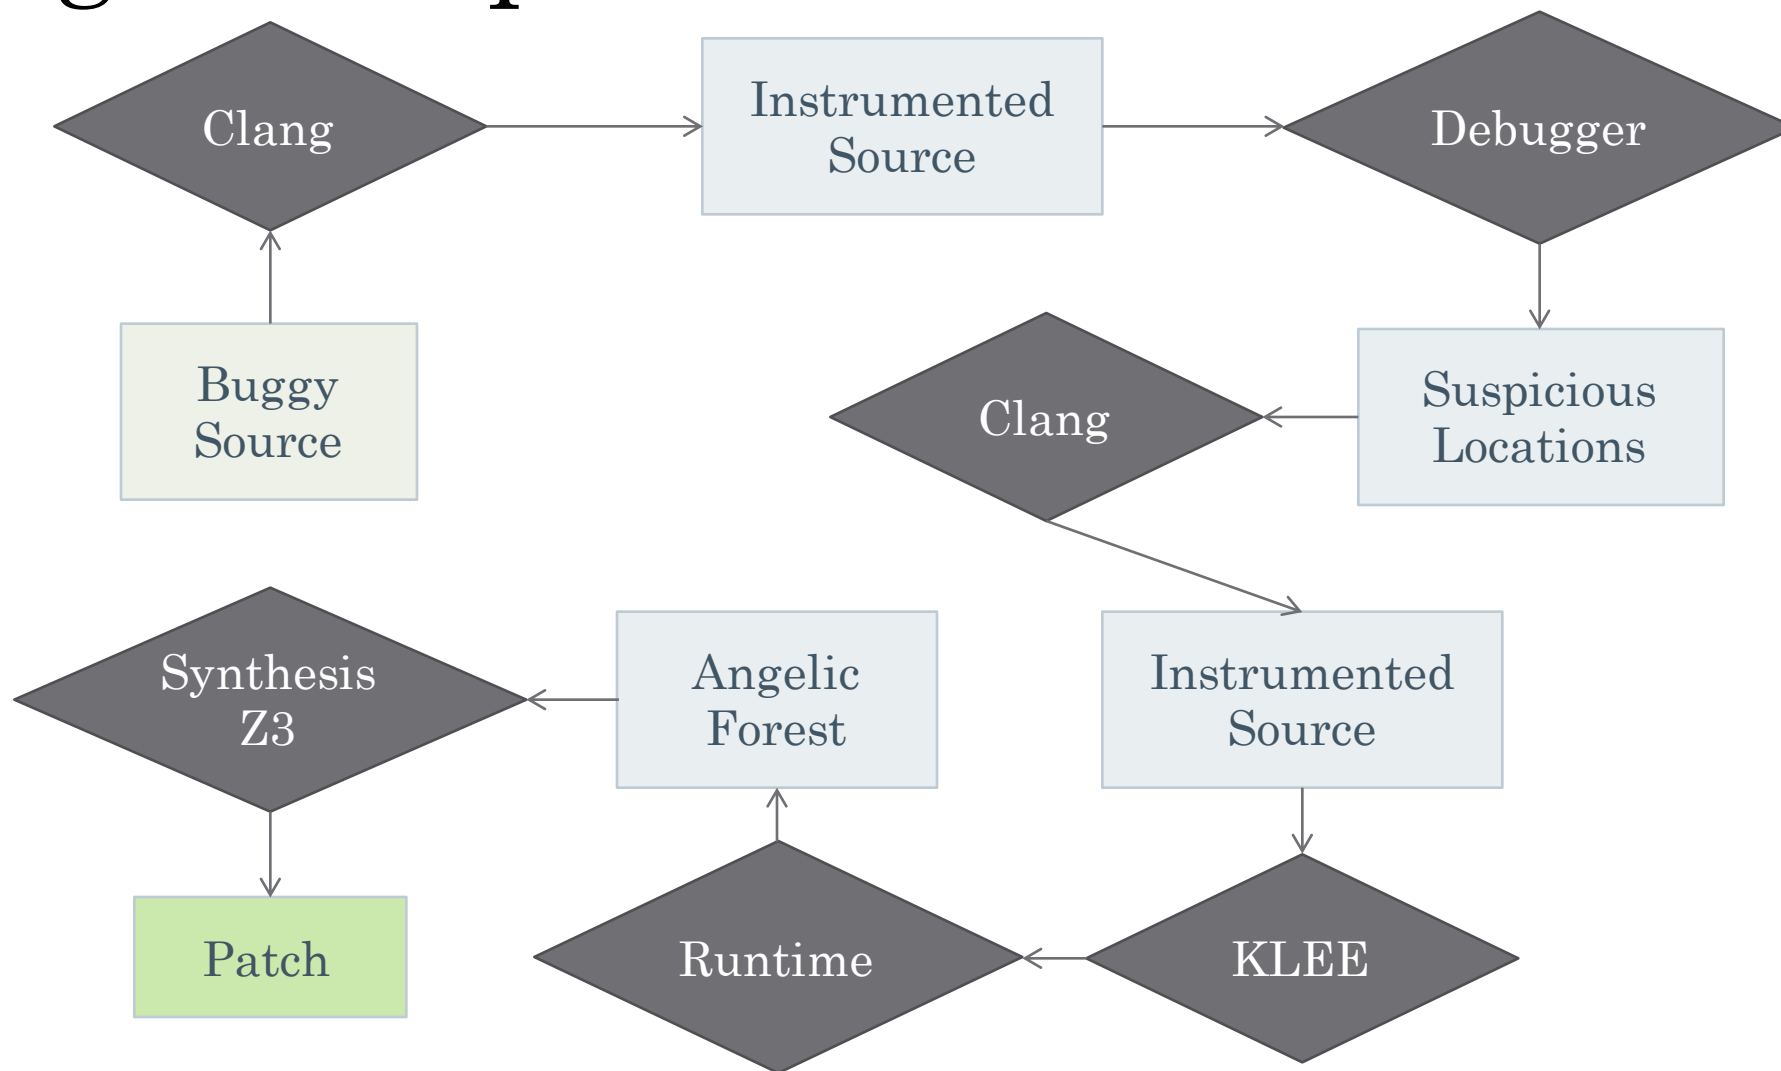 Clang
Instrumented
Source
Debugger
Buggy
Source
Clang
Suspicious
Locations
Synthesis
Z3
Angelic
Forest
Instrumented
Source
Patch
Runtime
KLEE